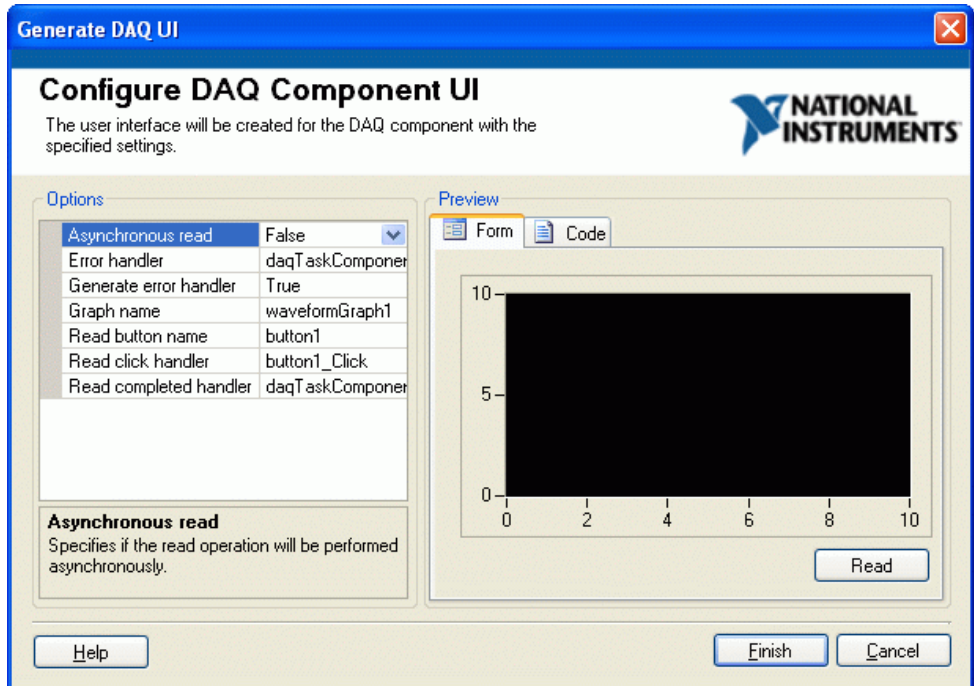 Generate DAQ UI
Configure DAQ Component UI
The user interface will be created for the DAQ component with the
specified settings.
NATIONAL
INSTRUMENTS
Options
Asynchronous read False
Error handler daqTaskComponer
Generate error handler True
Graph name waveformGraph1
Read button name button1
Read click handler button1_Click
Read completed handler daqTaskComponer
Asynchronous read
Specifies if the read operation will be performed
asynchronously.
Preview
Form Code
10
5
0
0 2 4 6 8 10
Read
Help Finish Cancel